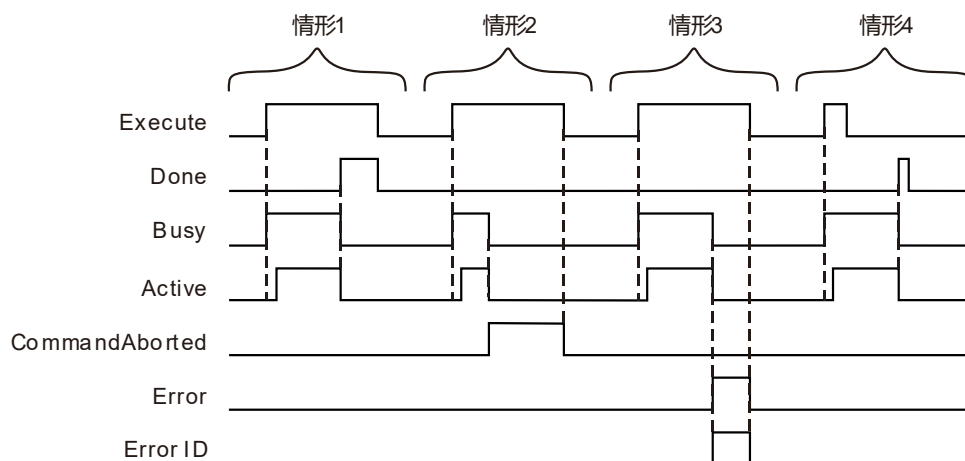 情形1 情形2 情形3 情形4
Execute
Done
Busy
Active
CommandAborted
Error
Error ID